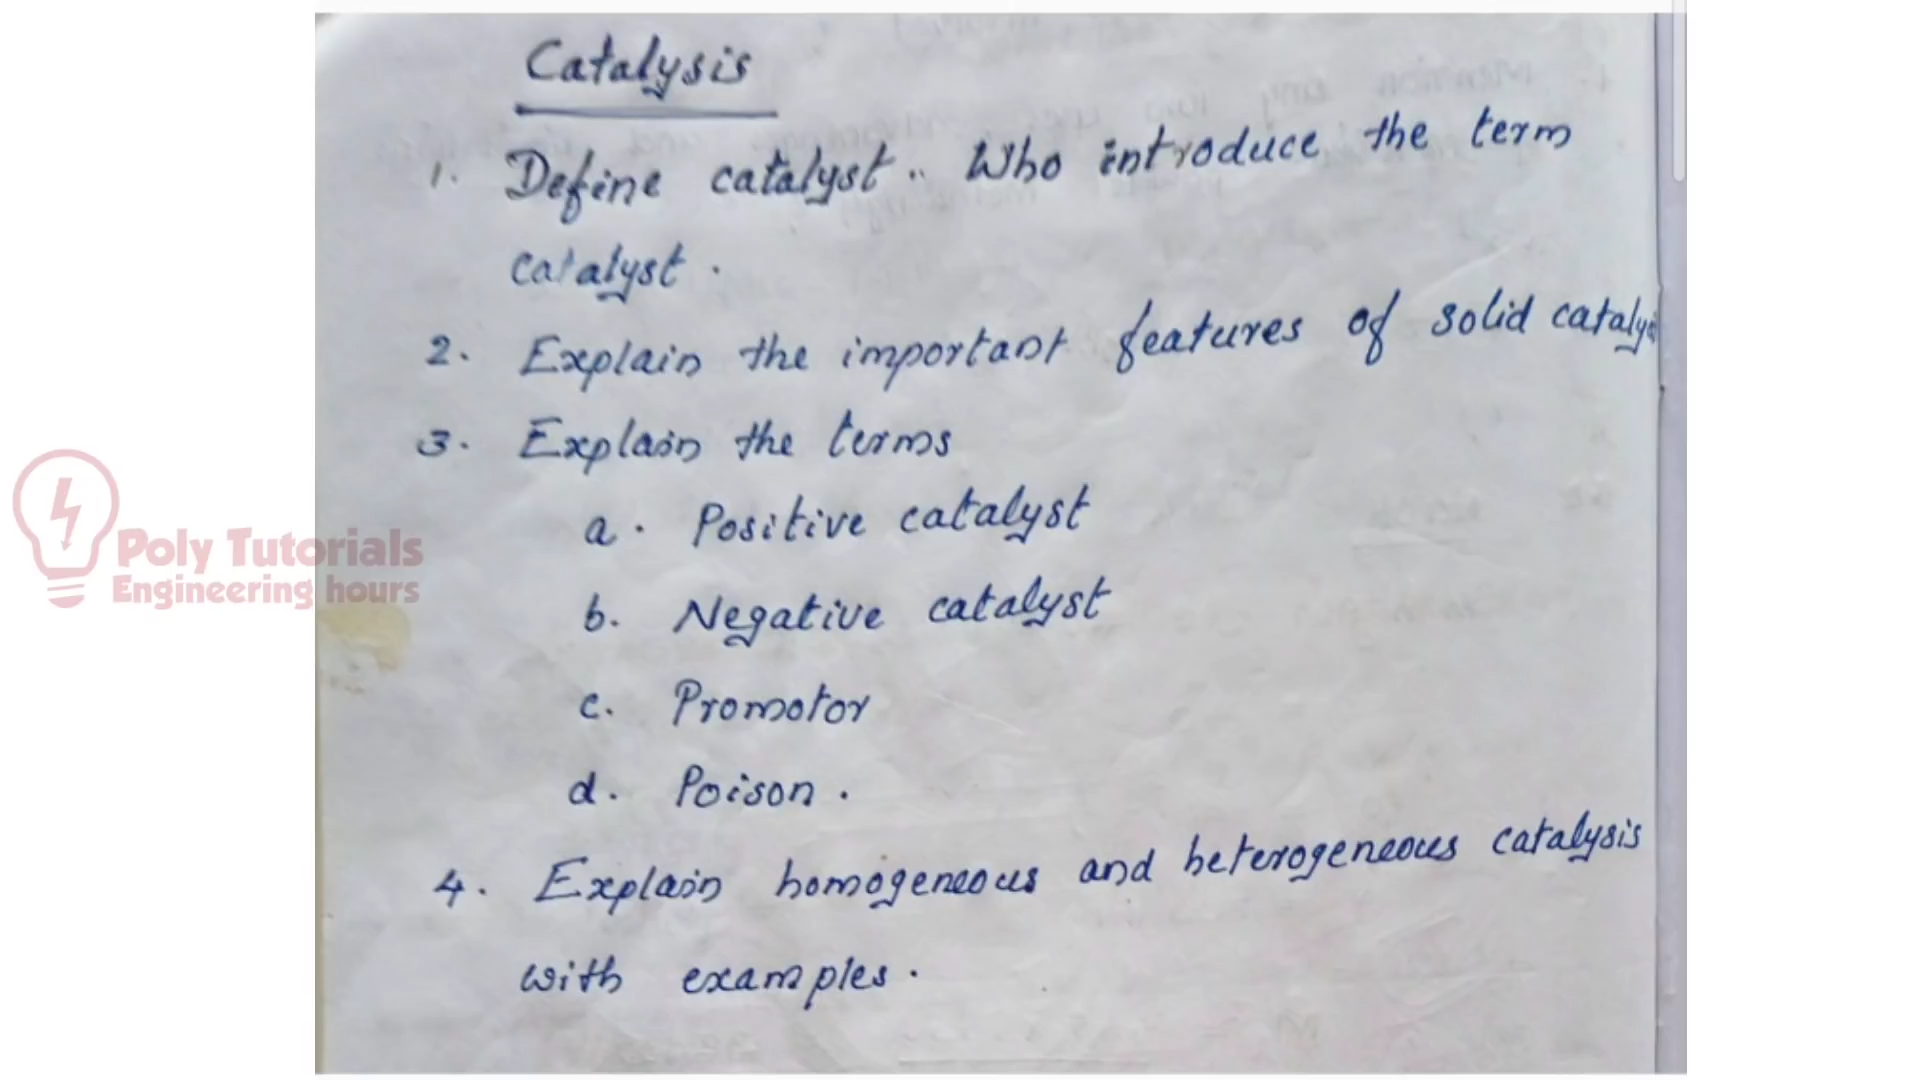 Catalysis
1. Define catalyst.. Who introduce the term
catalyst.
2. Explain the important features of solid
3. Explain the terms
a. Positive catalyst
b. Negative catalyst
c. Promotor
d. Poison.
4. Explain homogeneous and heterogeneous catalysis
with examples.
Poly Tutorials
Engineering hours